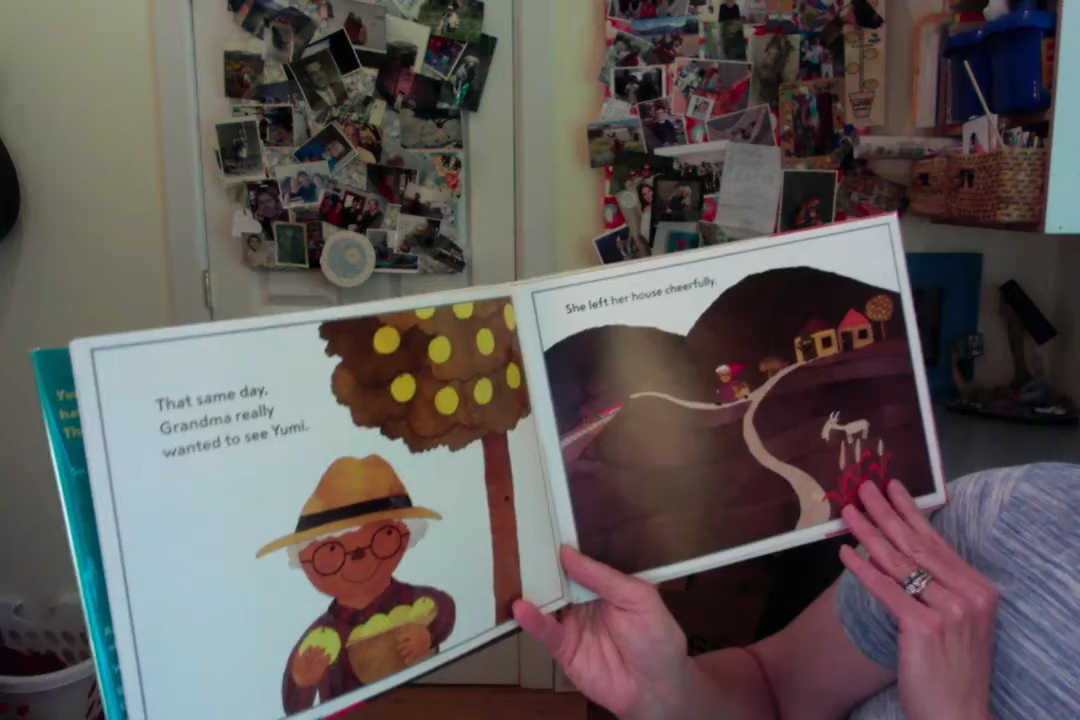 That same day,
Grandma really
wanted to see Yumi.
She left her house cheerfully.